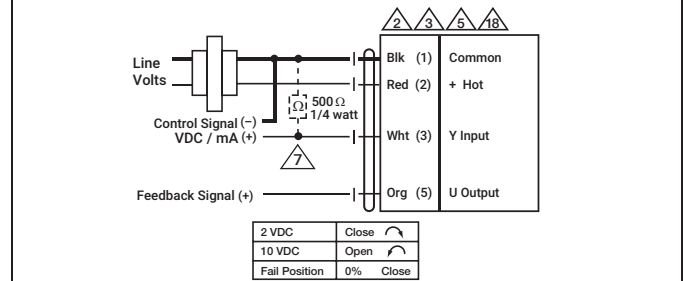 2 3 5 18
Line
Volts
Blk (1) Common
Red (2) + Hot
Ω 500 Ω
1/4 watt
Control Signal (–)
VDC / mA (+)
Wht (3) Y Input
7
Feedback Signal (+)
Org (5) U Output
2 VDC Close
10 VDC Open
Fail Position 0% Close